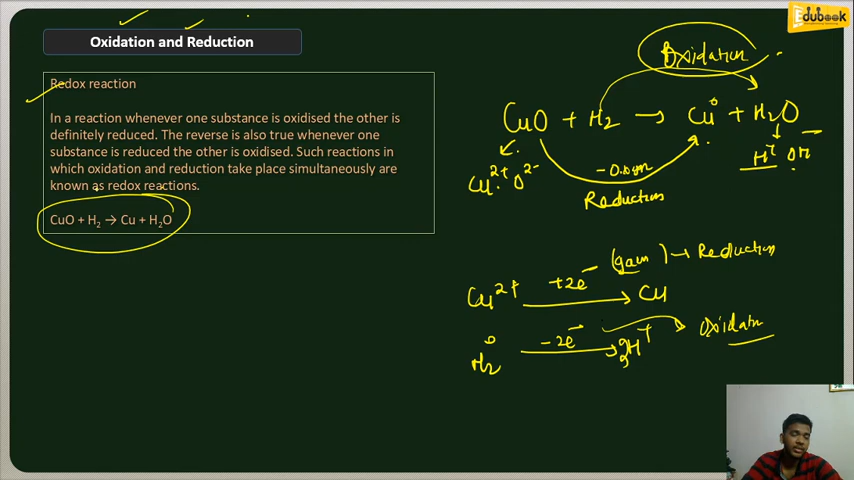 Edubook
Oxidation and Reduction
Redox reaction
In a reaction whenever one substance is oxidised the other is
definitely reduced. The reverse is also true whenever one
substance is reduced the other is oxidised. Such reactions in
which oxidation and reduction take place simultaneously are
known as redox reactions.
CuO + H₂ → Cu + H₂O
Oxidation
CuO + H₂ → Cu⁰ + H₂O
Cu²⁺ O²⁻
H⁺ OH⁻
Reduction
Cu²⁺ +2e⁻ → Cu (gain) → Reduction
H₂⁰ −2e⁻ → 2H⁺ → Oxidatn